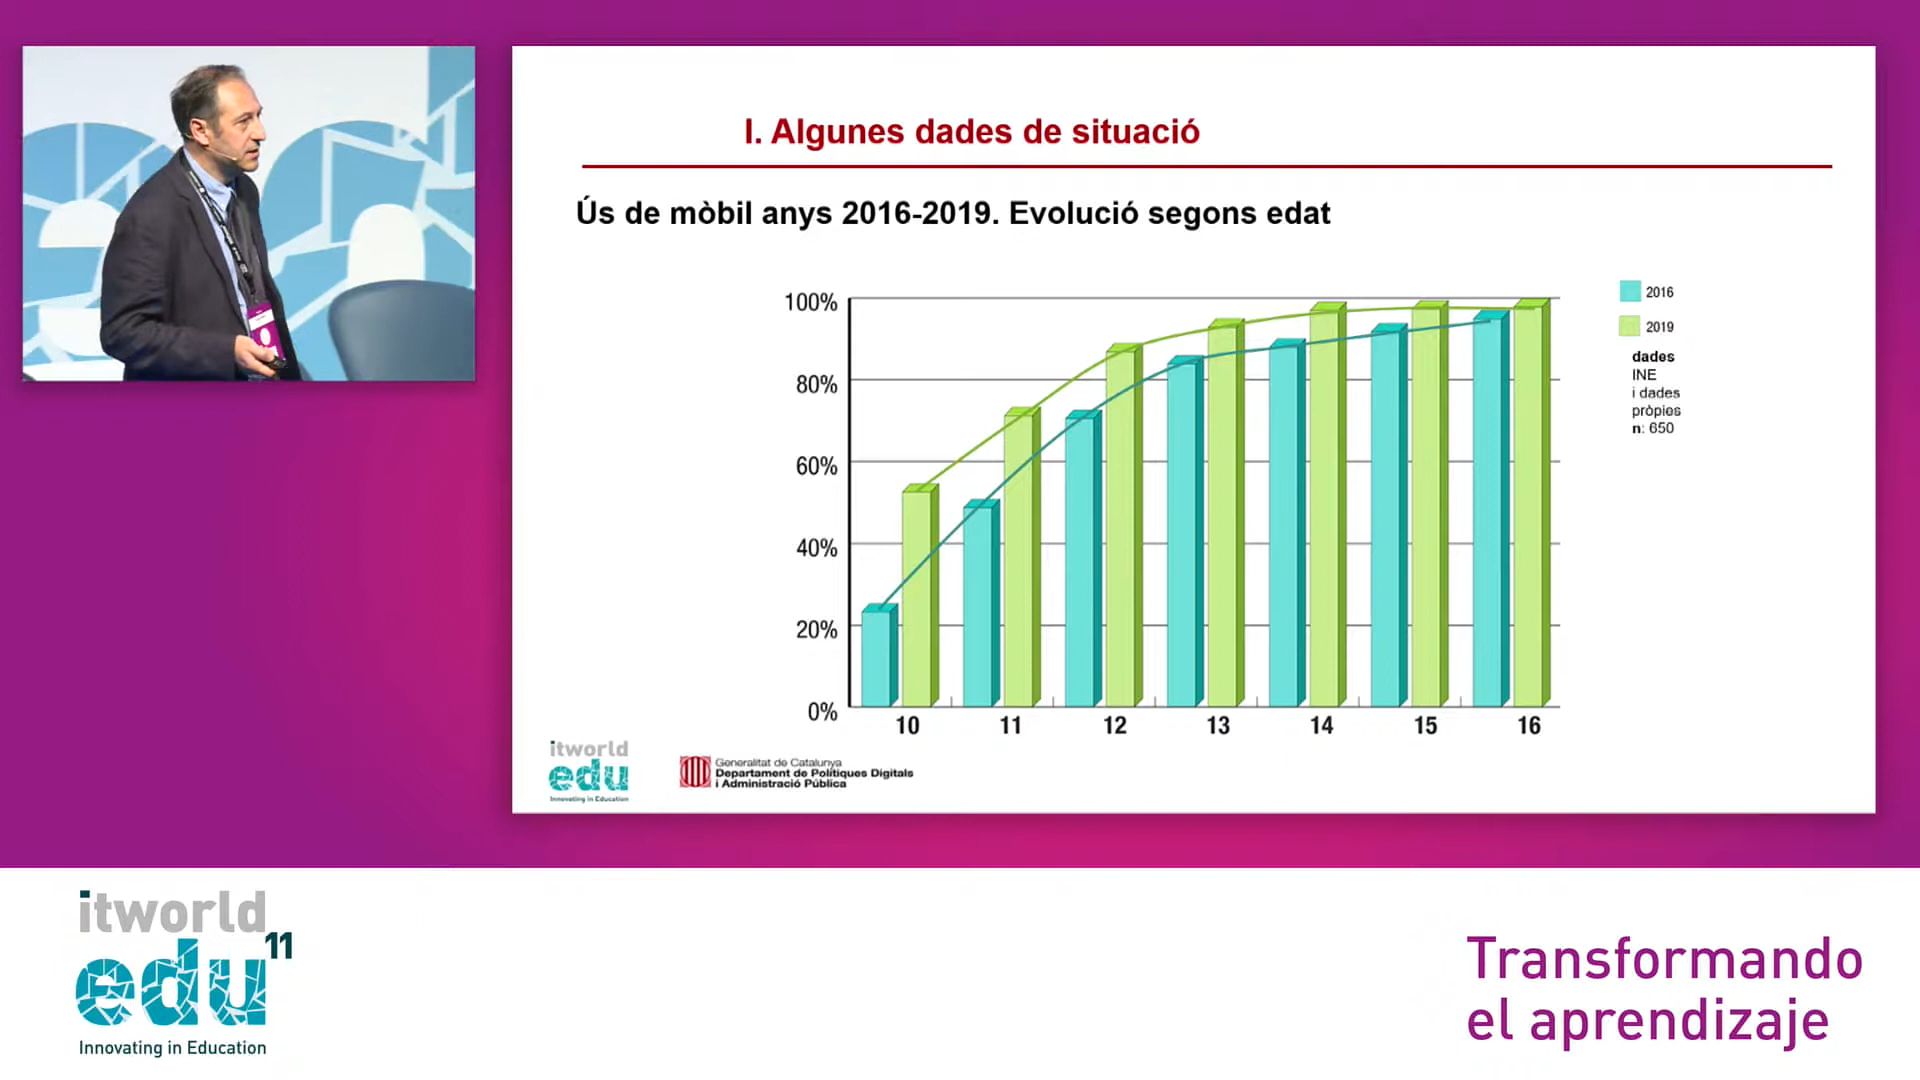 I. Algunes dades de situació
Ús de mòbil anys 2016-2019. Evolució segons edat
100%
80%
60%
40%
20%
0%
10 11 12 13 14 15 16
2016
2019
dades
INE
i dades
pròpies
n: 650
itworld
edu
Innovating in Education
Generalitat de Catalunya
Departament de Polítiques Digitals
i Administració Pública
itworld
edu 11
Innovating in Education
Transformando
el aprendizaje